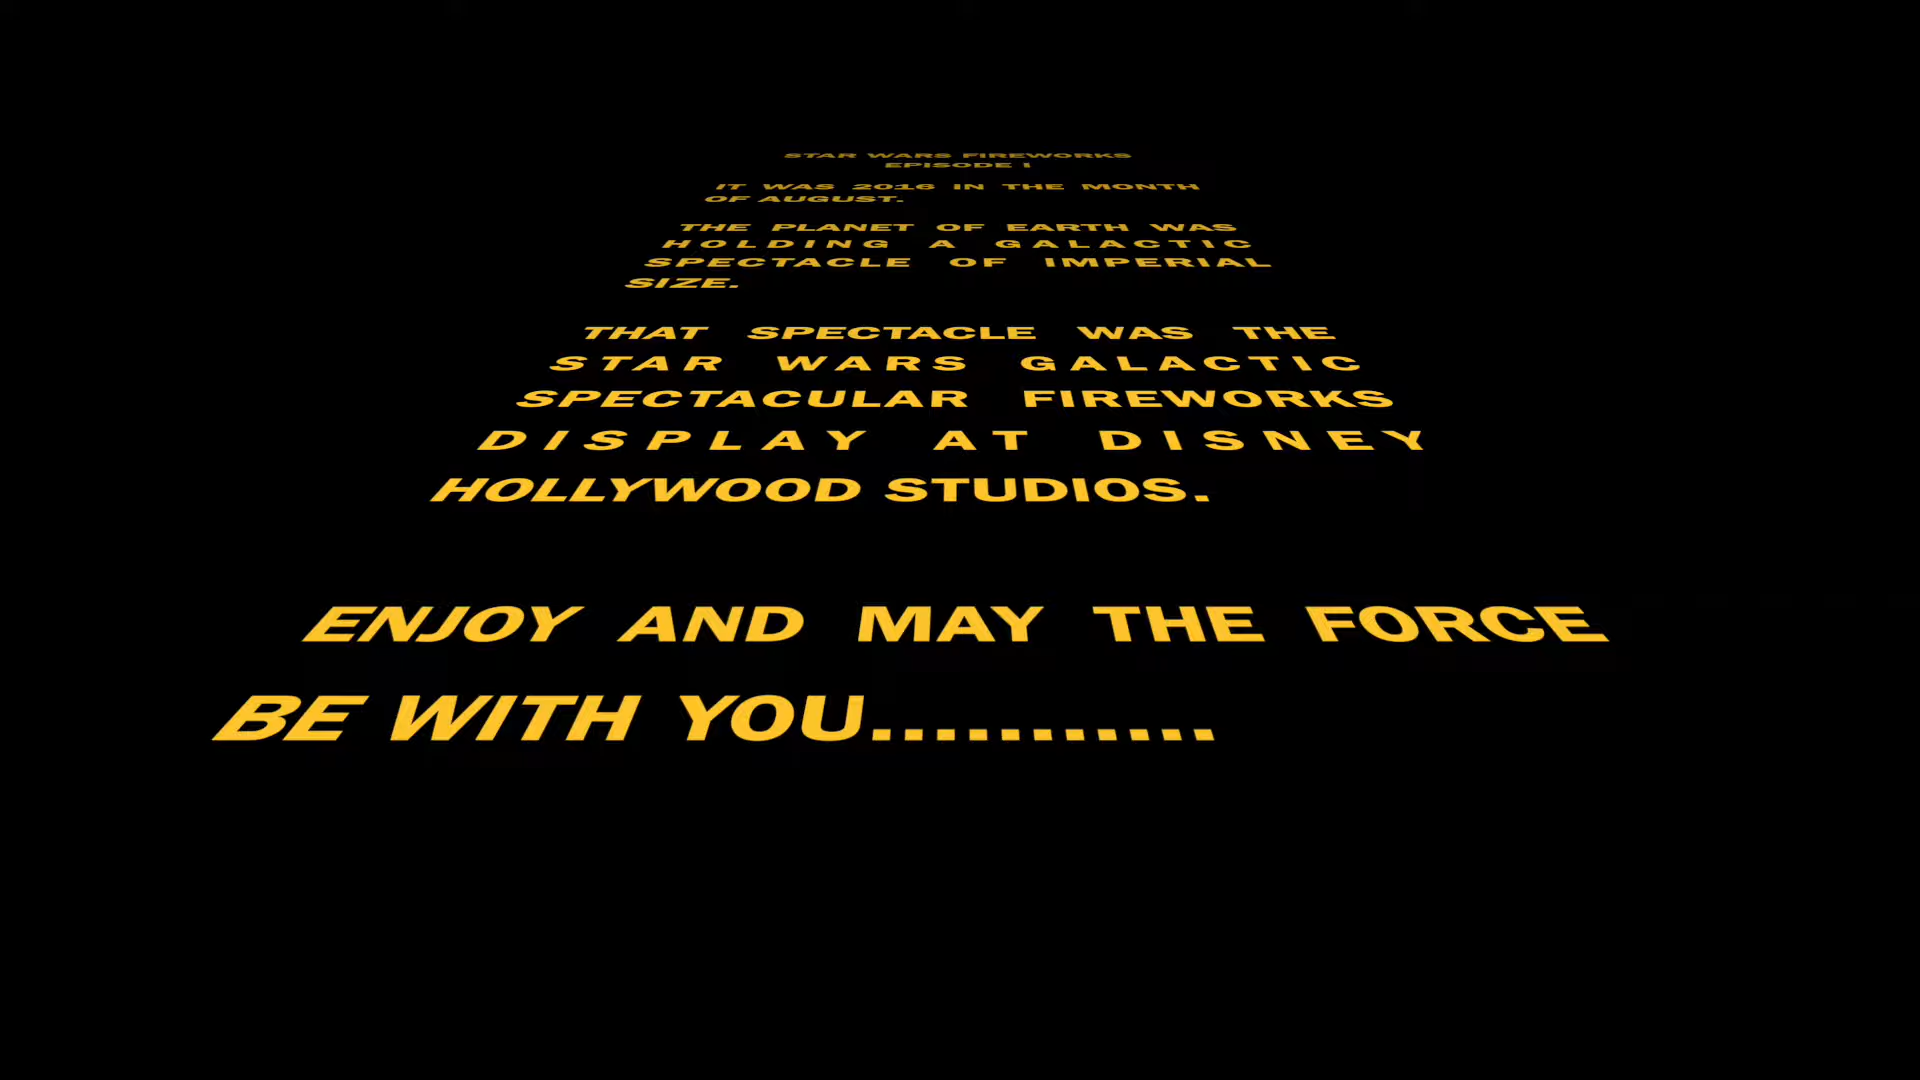 STAR WARS FIREWORKS
EPISODE I
IT WAS 2016 IN THE MONTH
OF AUGUST.
THE PLANET OF EARTH WAS
HOLDING A GALACTIC
SPECTACLE OF IMPERIAL
SIZE.
THAT SPECTACLE WAS THE
STAR WARS GALACTIC
SPECTACULAR FIREWORKS
DISPLAY AT DISNEY
HOLLYWOOD STUDIOS.
ENJOY AND MAY THE FORCE
BE WITH YOU...........